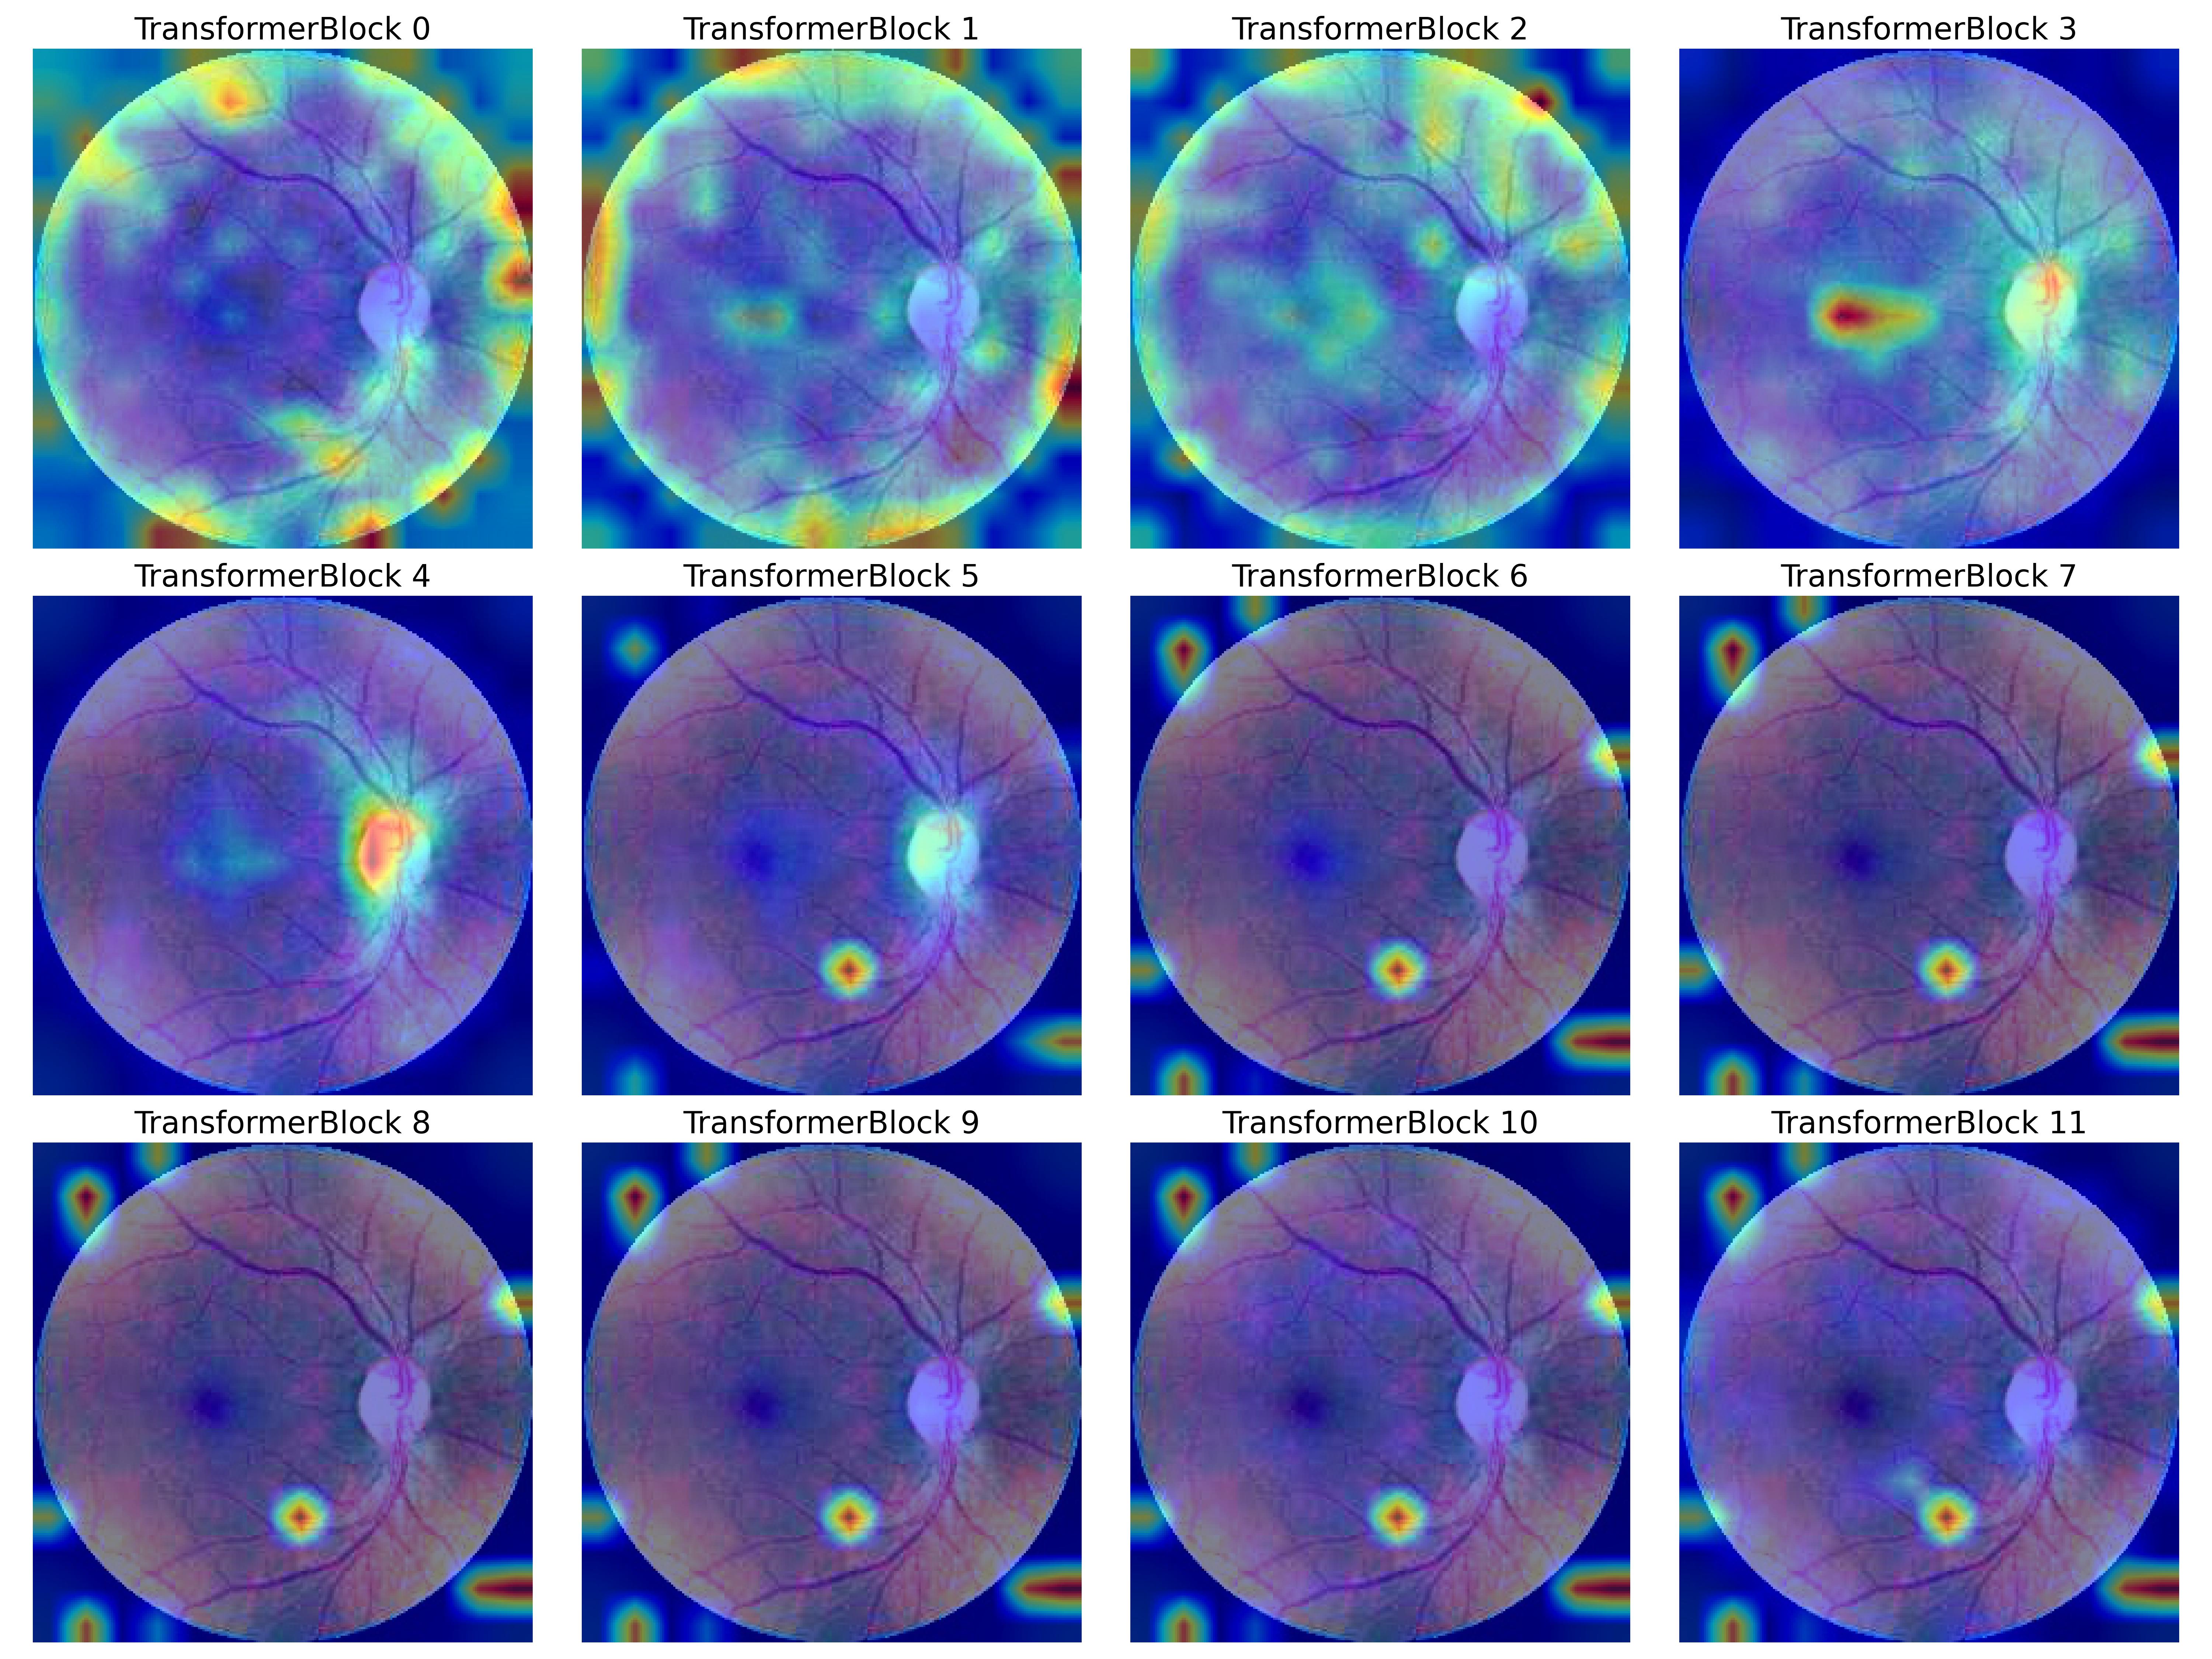 TransformerBlock 0
TransformerBlock 1
TransformerBlock 2
TransformerBlock 3
TransformerBlock 4
TransformerBlock 5
TransformerBlock 6
TransformerBlock 7
TransformerBlock 8
TransformerBlock 9
TransformerBlock 10
TransformerBlock 11